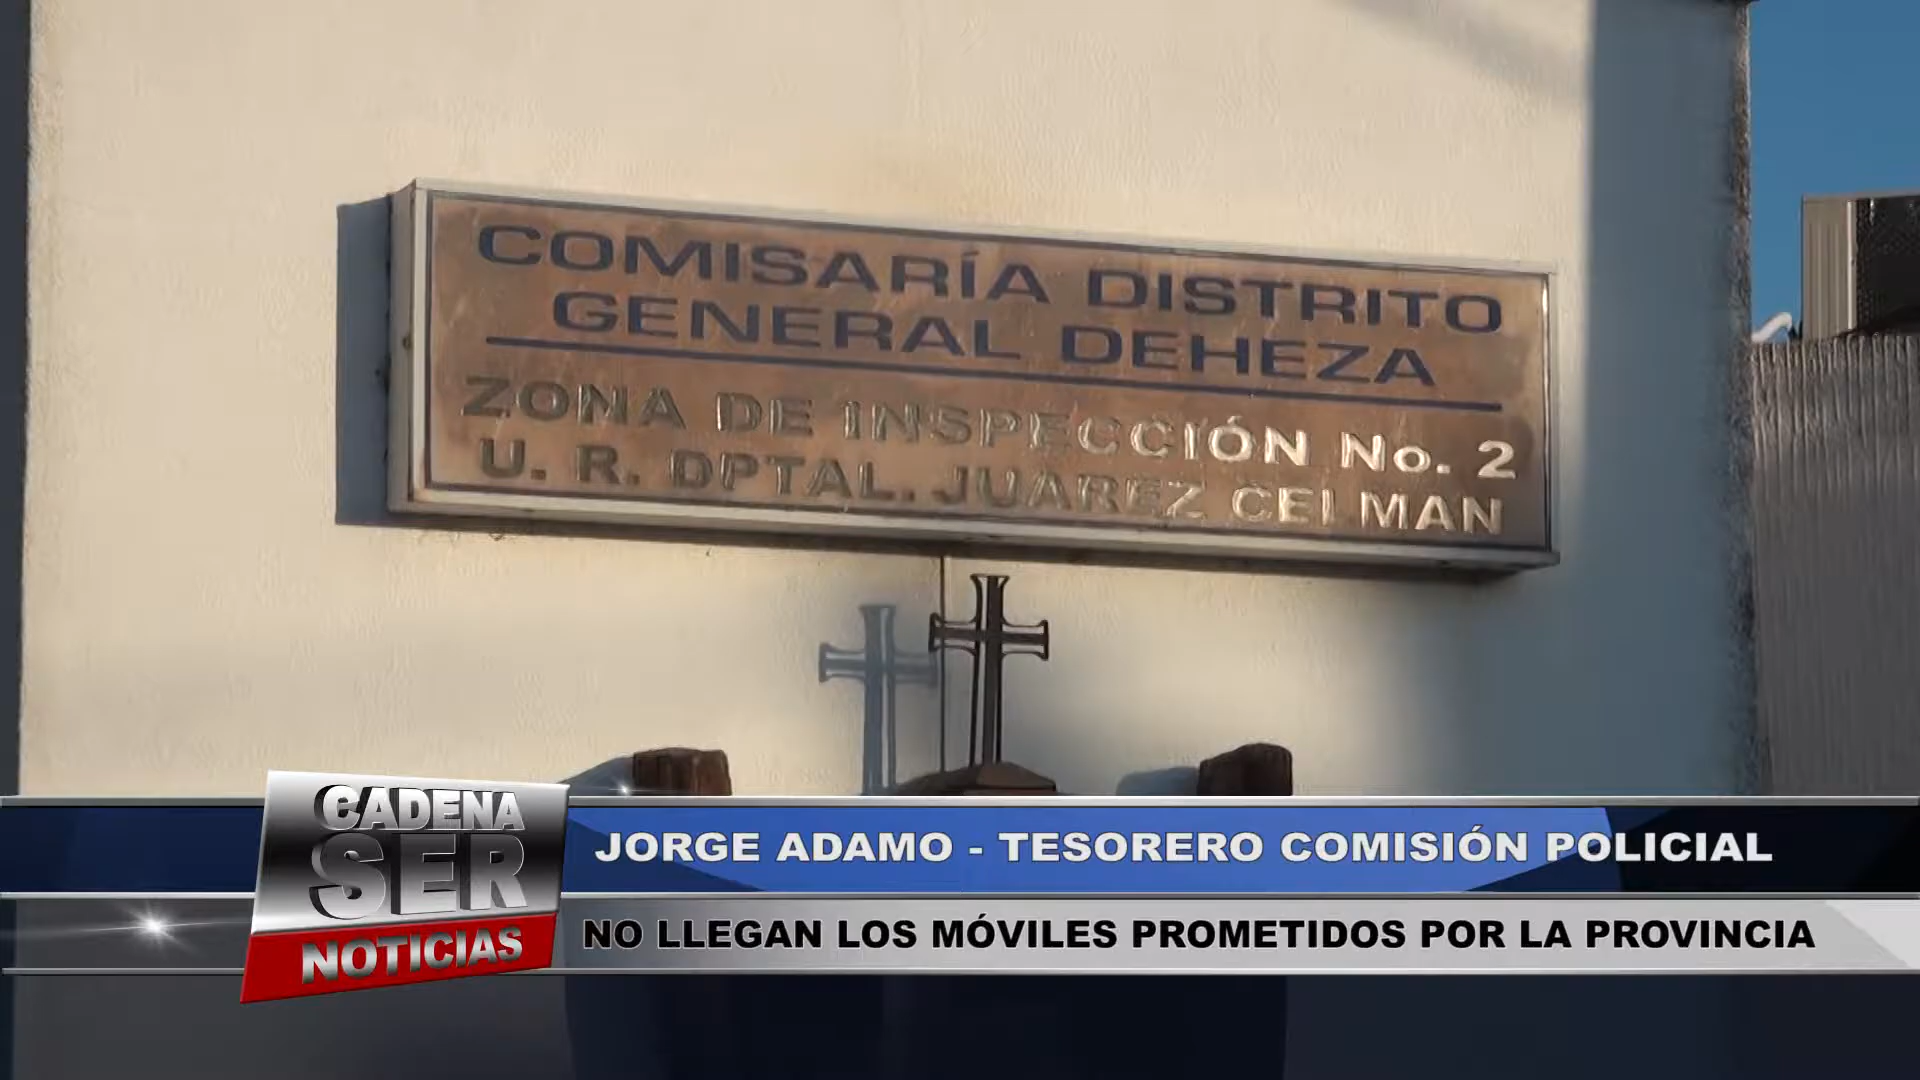 COMISARÍA DISTRITO
GENERAL DEHEZA
ZONA DE INSPECCIÓN No. 2
U. R. DPTAL. JUAREZ CELMAN
CADENA
SER
NOTICIAS
JORGE ADAMO - TESORERO COMISIÓN POLICIAL
NO LLEGAN LOS MÓVILES PROMETIDOS POR LA PROVINCIA